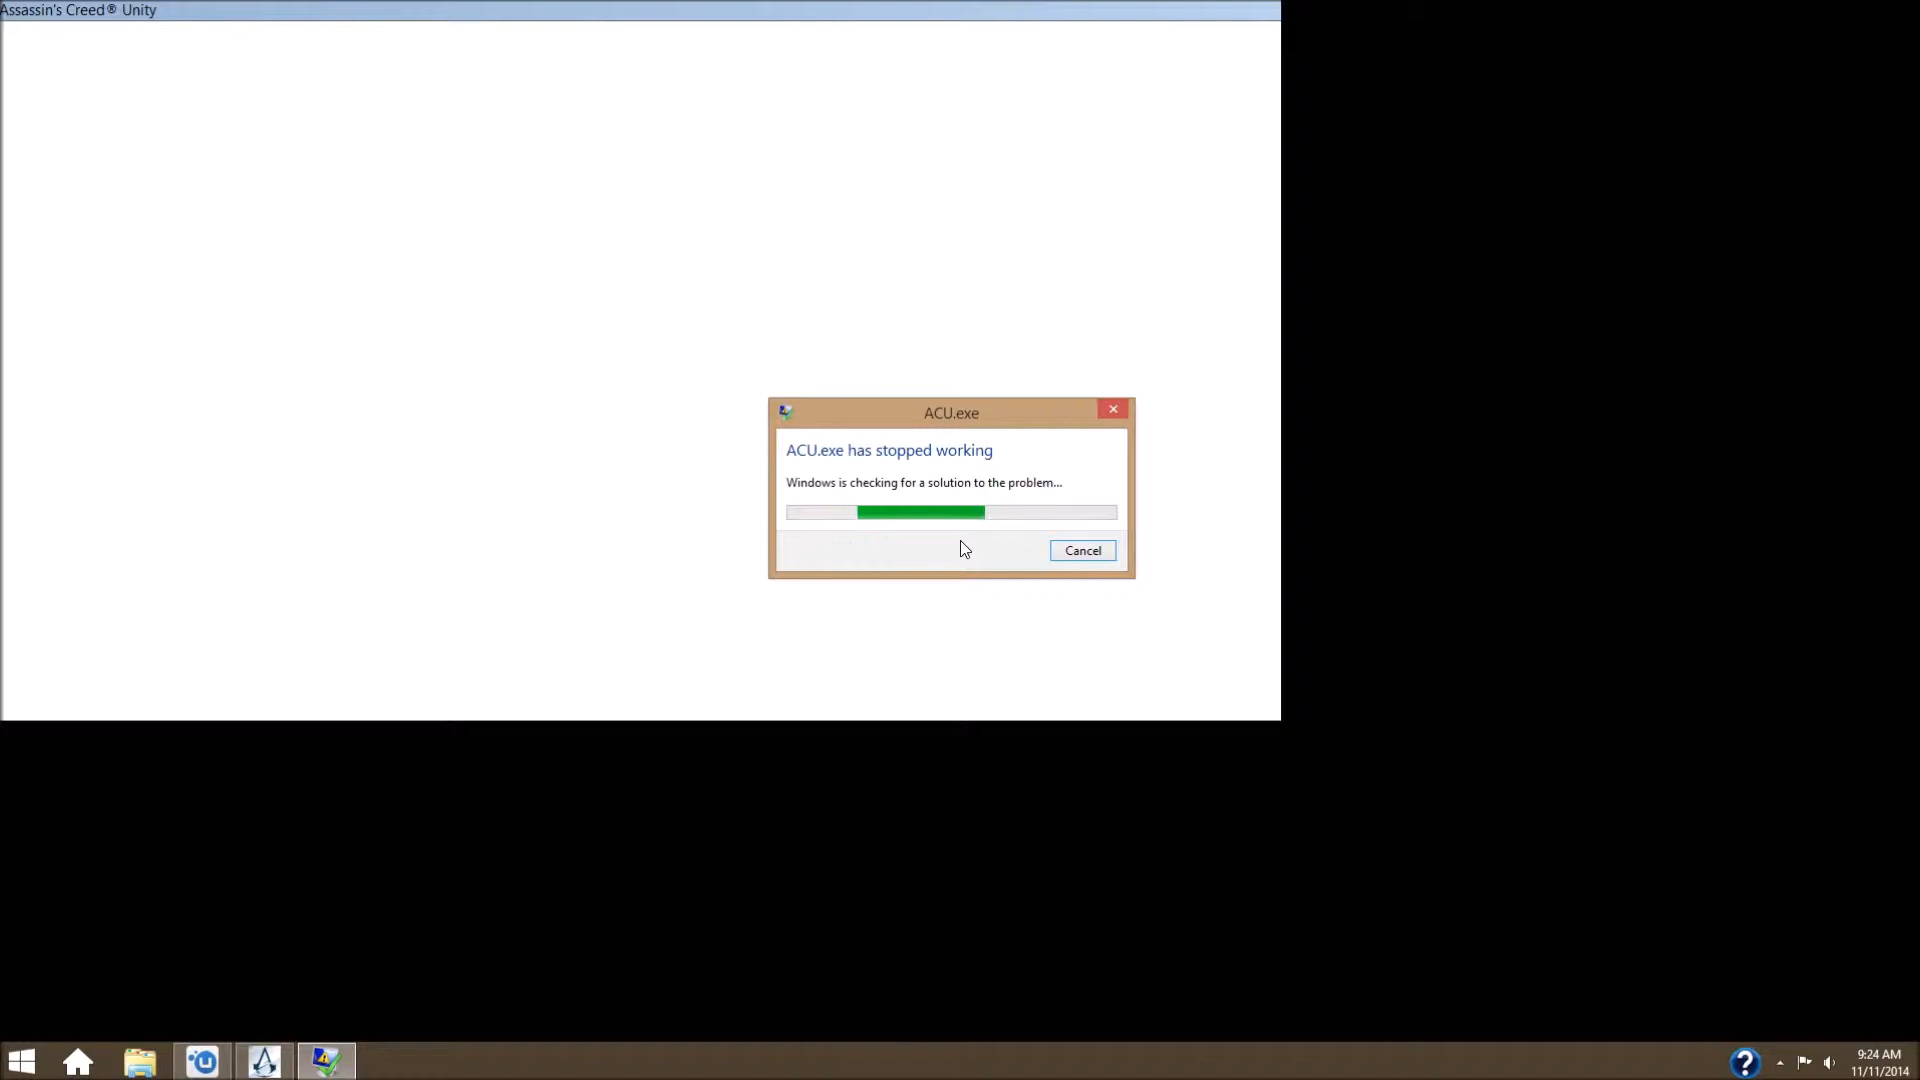 Assassin's Creed® Unity
ACU.exe
ACU.exe has stopped working
Windows is checking for a solution to the problem...
Cancel
9:24 AM
11/11/2014